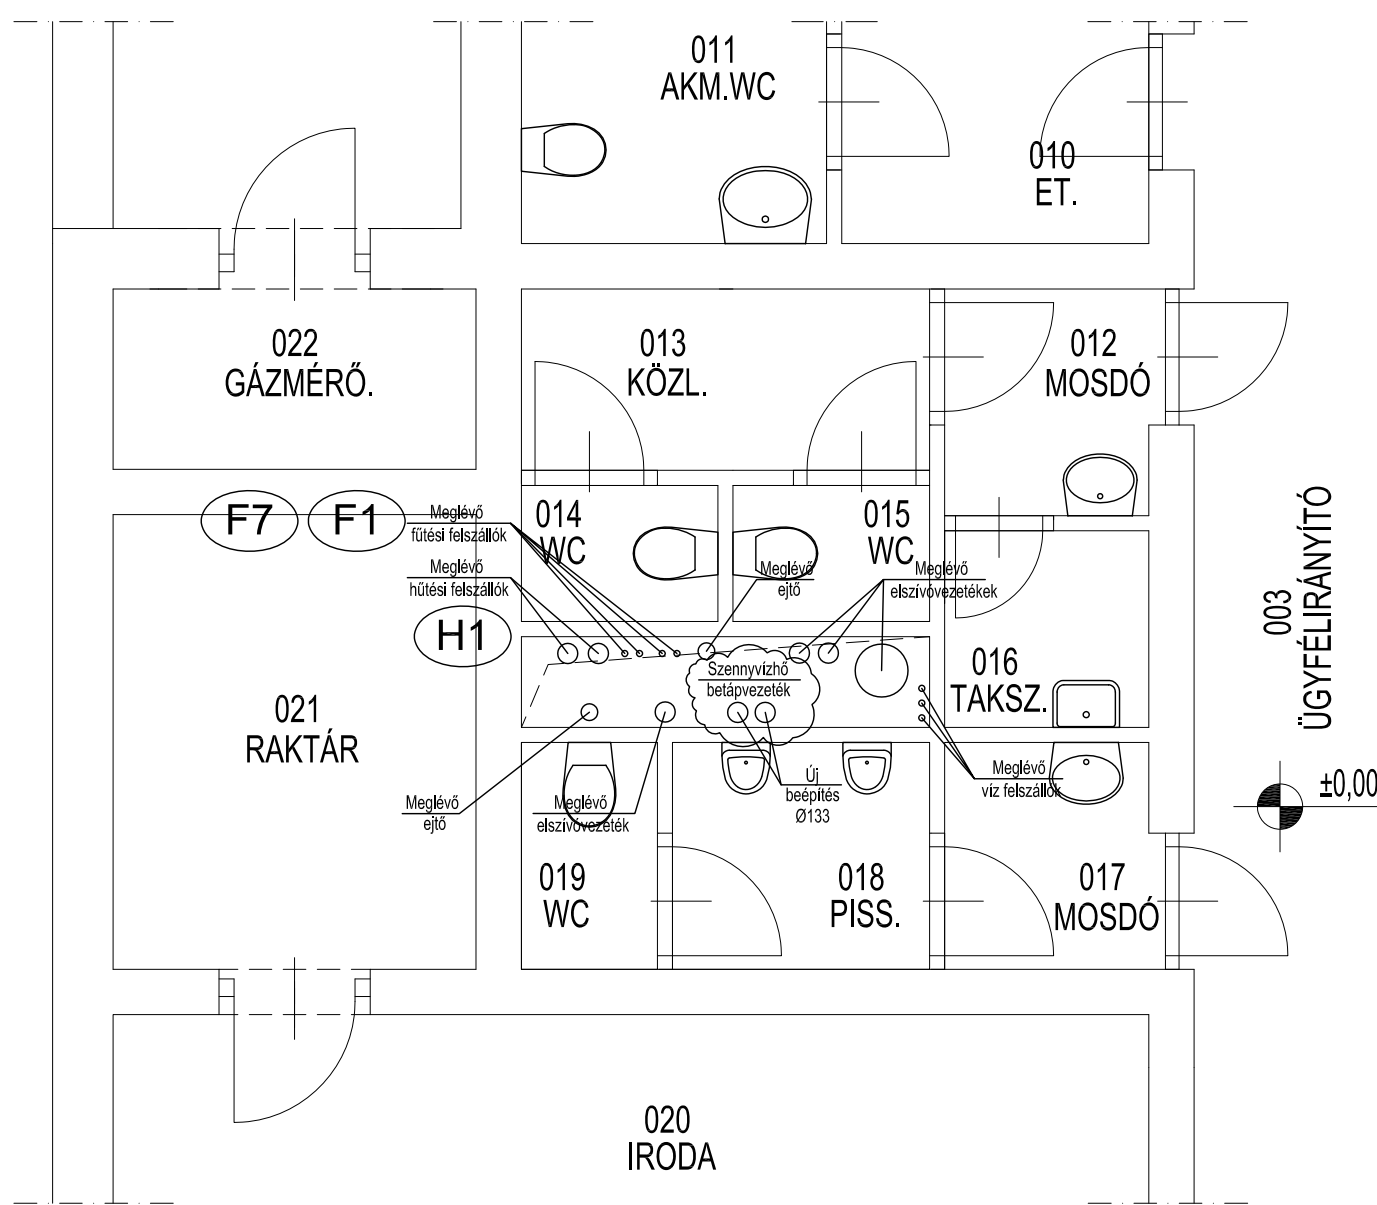 011
AKM.WC
010
ET.
022
GÁZMÉRŐ.
013
KÖZL.
012
MOSDÓ
F7
F1
Meglévő
fűtési felszállók
014
WC
015
WC
Meglévő
hűtési felszállók
Meglévő
ejtő
Meglévő
elszívóvezetékek
H1
003
ÜGYFÉLIRÁNYÍTÓ
Szennyvízhő
betápvezeték
016
TAKSZ.
021
RAKTÁR
Meglévő
ejtő
Meglévő
elszívóvezeték
Új
beépítés
Ø133
Meglévő
víz felszállók
±0,00
019
WC
018
PISS.
017
MOSDÓ
020
IRODA